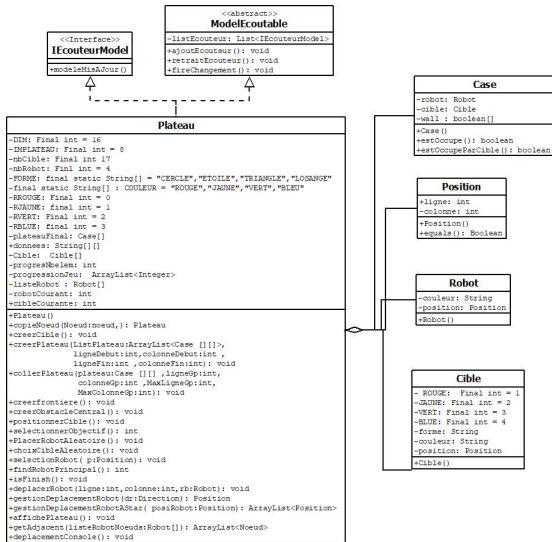 <<Interface>>
IEcouteurModel
+modeleMisAJour()
<<abstract>>
ModelEcoutable
-listEcouteur: List<IEcouteurModel>
+ajoutEcouteur(): void
+retraitEcouteur(): void
+fireChangement(): void
Plateau
-DIM: Final int = 16
-IMPLATEAU: Final int = 8
-nbCible: Final int 17
-nbRobot: Finl int = 4
-FORME: final static String[] = "CERCLE","ETOILE","TRIANGLE","LOSANGE"
-final static String[] : COULEUR = "ROUGE","JAUNE","VERT","BLEU"
-RROUGE: Final int = 0
-RJAUNE: final int = 1
-RVERT: Final int = 2
-RBLUE: final int = 3
-plateauFinal: Case[]
+donnees: String[][]
-Cible: Cible[]
-progresNbelem: int
-progressionJeu: ArrayList<Integer>
-listeRobot : Robot[]
-robotCourant: int
+cibleCourante: int
+Plateau()
+copieNoeud(Noeud:noeud,): Plateau
+creerCible(): void
+creerPlateau(ListPlateau:ArrayList<Case [][]>,
ligneDebut:int,colonneDebut:int ,
ligneFin:int ,colonneFin:int): void
+collerPlateau(plateau:Case [][] ,ligneGp:int,
colonneGp:int ,MaxLigneGp:int,
MaxColonneGp:int): void
+creerfrontiere(): void
+creerObstacleCentral(): void
+positionnerCible(): void
+selectionnerObjectif(): int
+PlacerRobotAleatoire(): void
+choixCibleAleatoire(): void
+selectionRobot( p:Position): void
+findRobotPrincipal(): int
+isFinish(): void
+deplacerRobot(ligne:int,colonne:int,rb:Robot): void
+gestionDeplacementRobot(dr:Direction): Position
+gestionDeplacementRobotAStar( posiRobot:Position): ArrayList<Position>
+affichePlateau(): void
+getAdjacent(listeRobotNoeuds:Robot[]): ArrayList<Noeud>
+deplacementConsole(): void
Case
-robot: Robot
-cible: Cible
-wall : boolean[]
+Case()
+estOccupe(): boolean
+estOccupeParCible(): boolean
Position
+ligne: int
-colonne: int
+Position()
+equals(): Boolean
Robot
-couleur: String
-position: Position
+Robot()
Cible
- ROUGE: Final int = 1
-JAUNE: Final int = 2
-VERT: Final int = 3
-BLUE: Final int = 4
-forme: String
-couleur: String
-position: Position
+Cible()